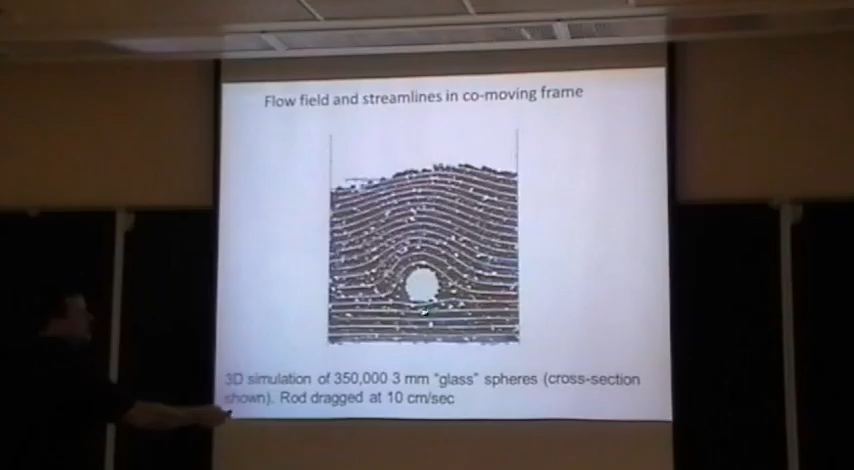 Flow field and streamlines in co-moving frame
3D simulation of 350,000 3 mm "glass" spheres (cross-section
shown). Rod dragged at 10 cm/sec